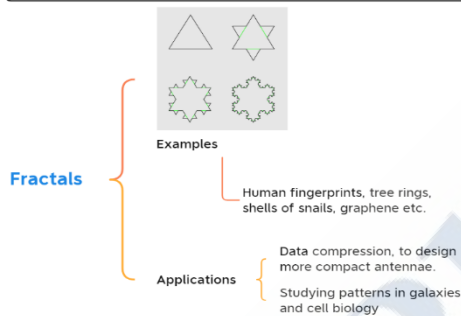 Fractals
Examples
Human fingerprints, tree rings,
shells of snails, graphene etc.
Applications
Data compression, to design
more compact antennae.
Studying patterns in galaxies
and cell biology